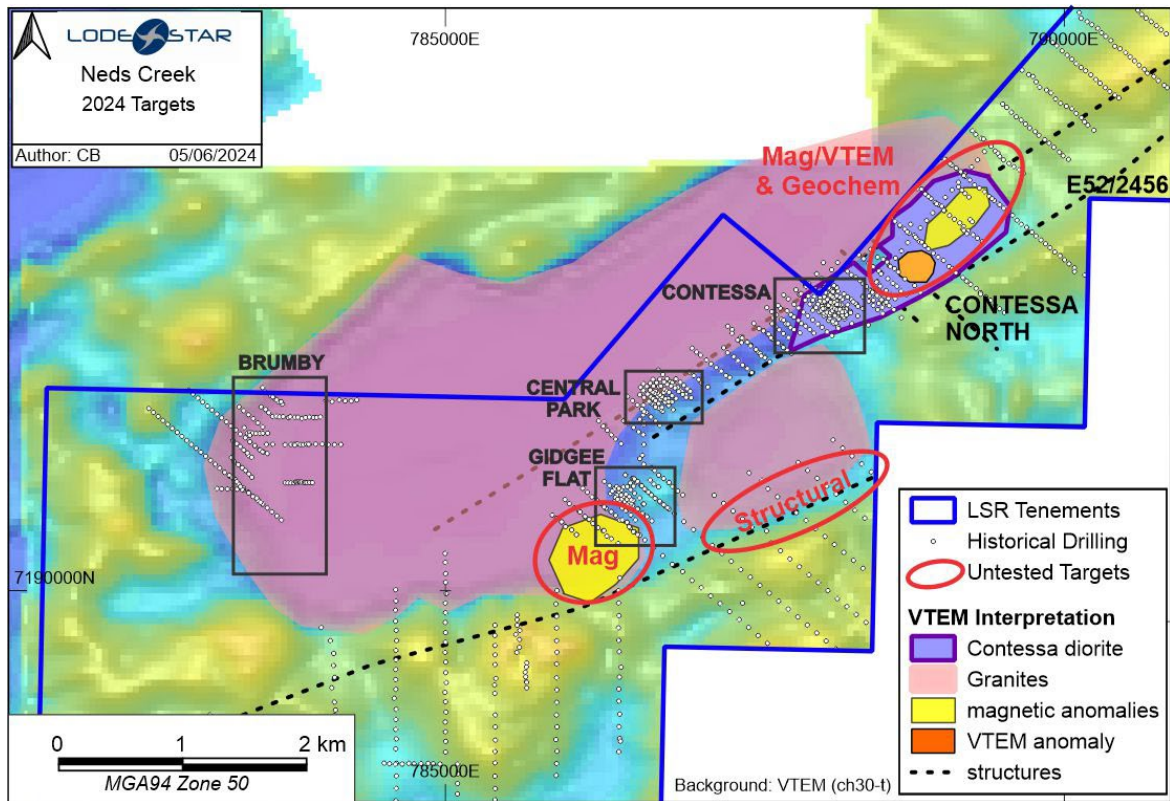 LODE STAR
Neds Creek
2024 Targets
Author: CB 05/06/2024
785000E
790000E
Mag/VTEM
& Geochem
E52/2456
CONTESSA
CONTESSA
NORTH
BRUMBY
CENTRAL
PARK
GIDGEE
FLAT
Structural
Mag
7190000N
LSR Tenements
Historical Drilling
Untested Targets
VTEM Interpretation
Contessa diorite
Granites
magnetic anomalies
VTEM anomaly
structures
0 1 2 km
MGA94 Zone 50
785000E
Background: VTEM (ch30-t)